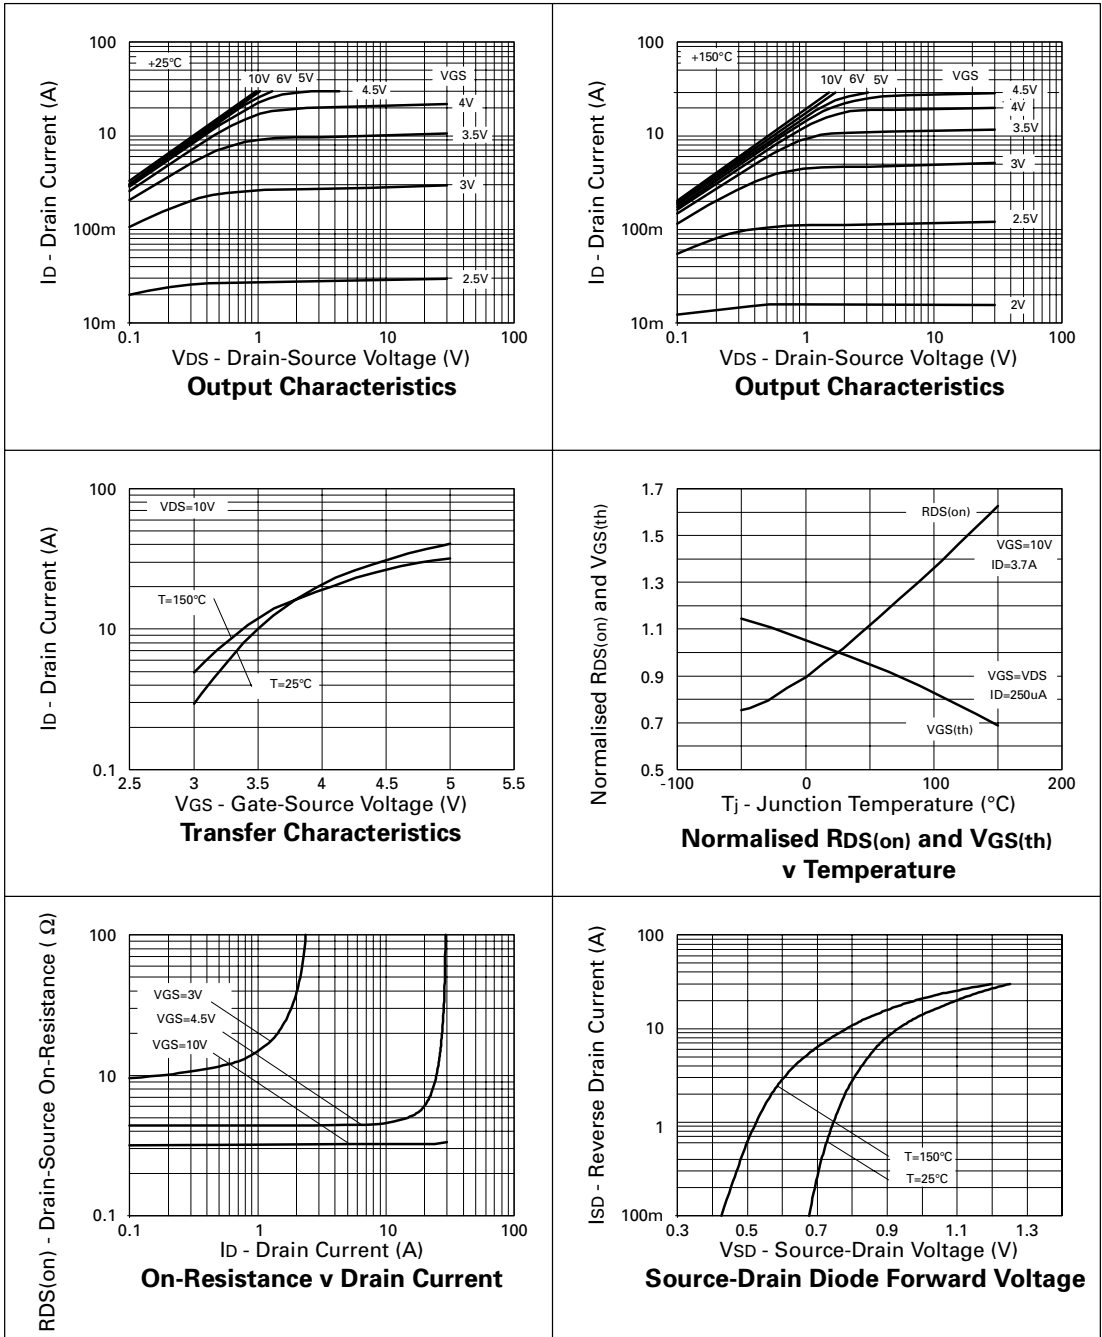 100
10
100m
10m
ID - Drain Current (A)
+25°C
10V 6V 5V
VGS
4.5V
4V
3.5V
3V
2.5V
0.1 1 10 100
VDS - Drain-Source Voltage (V)
Output Characteristics
100
10
100m
10m
ID - Drain Current (A)
+150°C
10V 6V 5V
VGS
4.5V
4V
3.5V
3V
2.5V
2V
0.1 1 10 100
VDS - Drain-Source Voltage (V)
Output Characteristics
100
10
0.1
ID - Drain Current (A)
VDS=10V
T=150°C
T=25°C
2.5 3 3.5 4 4.5 5 5.5
VGS - Gate-Source Voltage (V)
Transfer Characteristics
1.7
1.5
1.3
1.1
0.9
0.7
0.5
Normalised RDS(on) and VGS(th)
RDS(on)
VGS=10V
ID=3.7A
VGS=VDS
ID=250uA
VGS(th)
-100 0 100 200
Tj - Junction Temperature (°C)
Normalised RDS(on) and VGS(th)
v Temperature
100
10
0.1
RDS(on) - Drain-Source On-Resistance ( Ω)
VGS=3V
VGS=4.5V
VGS=10V
0.1 1 10 100
ID - Drain Current (A)
On-Resistance v Drain Current
100
10
1
100m
ISD - Reverse Drain Current (A)
T=150°C
T=25°C
0.3 0.5 0.7 0.9 1.1 1.3
VSD - Source-Drain Voltage (V)
Source-Drain Diode Forward Voltage